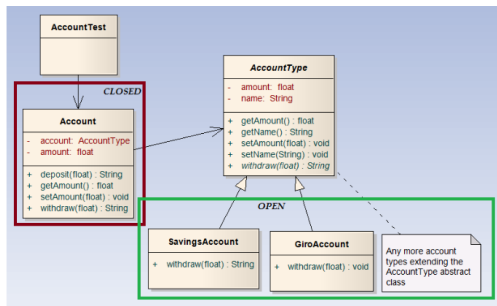 AccountTest
CLOSED
Account
- account: AccountType
- amount: float
+ deposit(float) : String
+ getAmount() : float
+ setAmount(float) : void
+ withdraw(float) : String
AccountType
- amount: float
- name: String
+ getAmount() : float
+ getName() : String
+ setAmount(float) : void
+ setName(String) : void
+ withdraw(float) : String
OPEN
SavingsAccount
+ withdraw(float) : String
GiroAccount
+ withdraw(float) : void
Any more account
types extending the
AccountType abstract
class